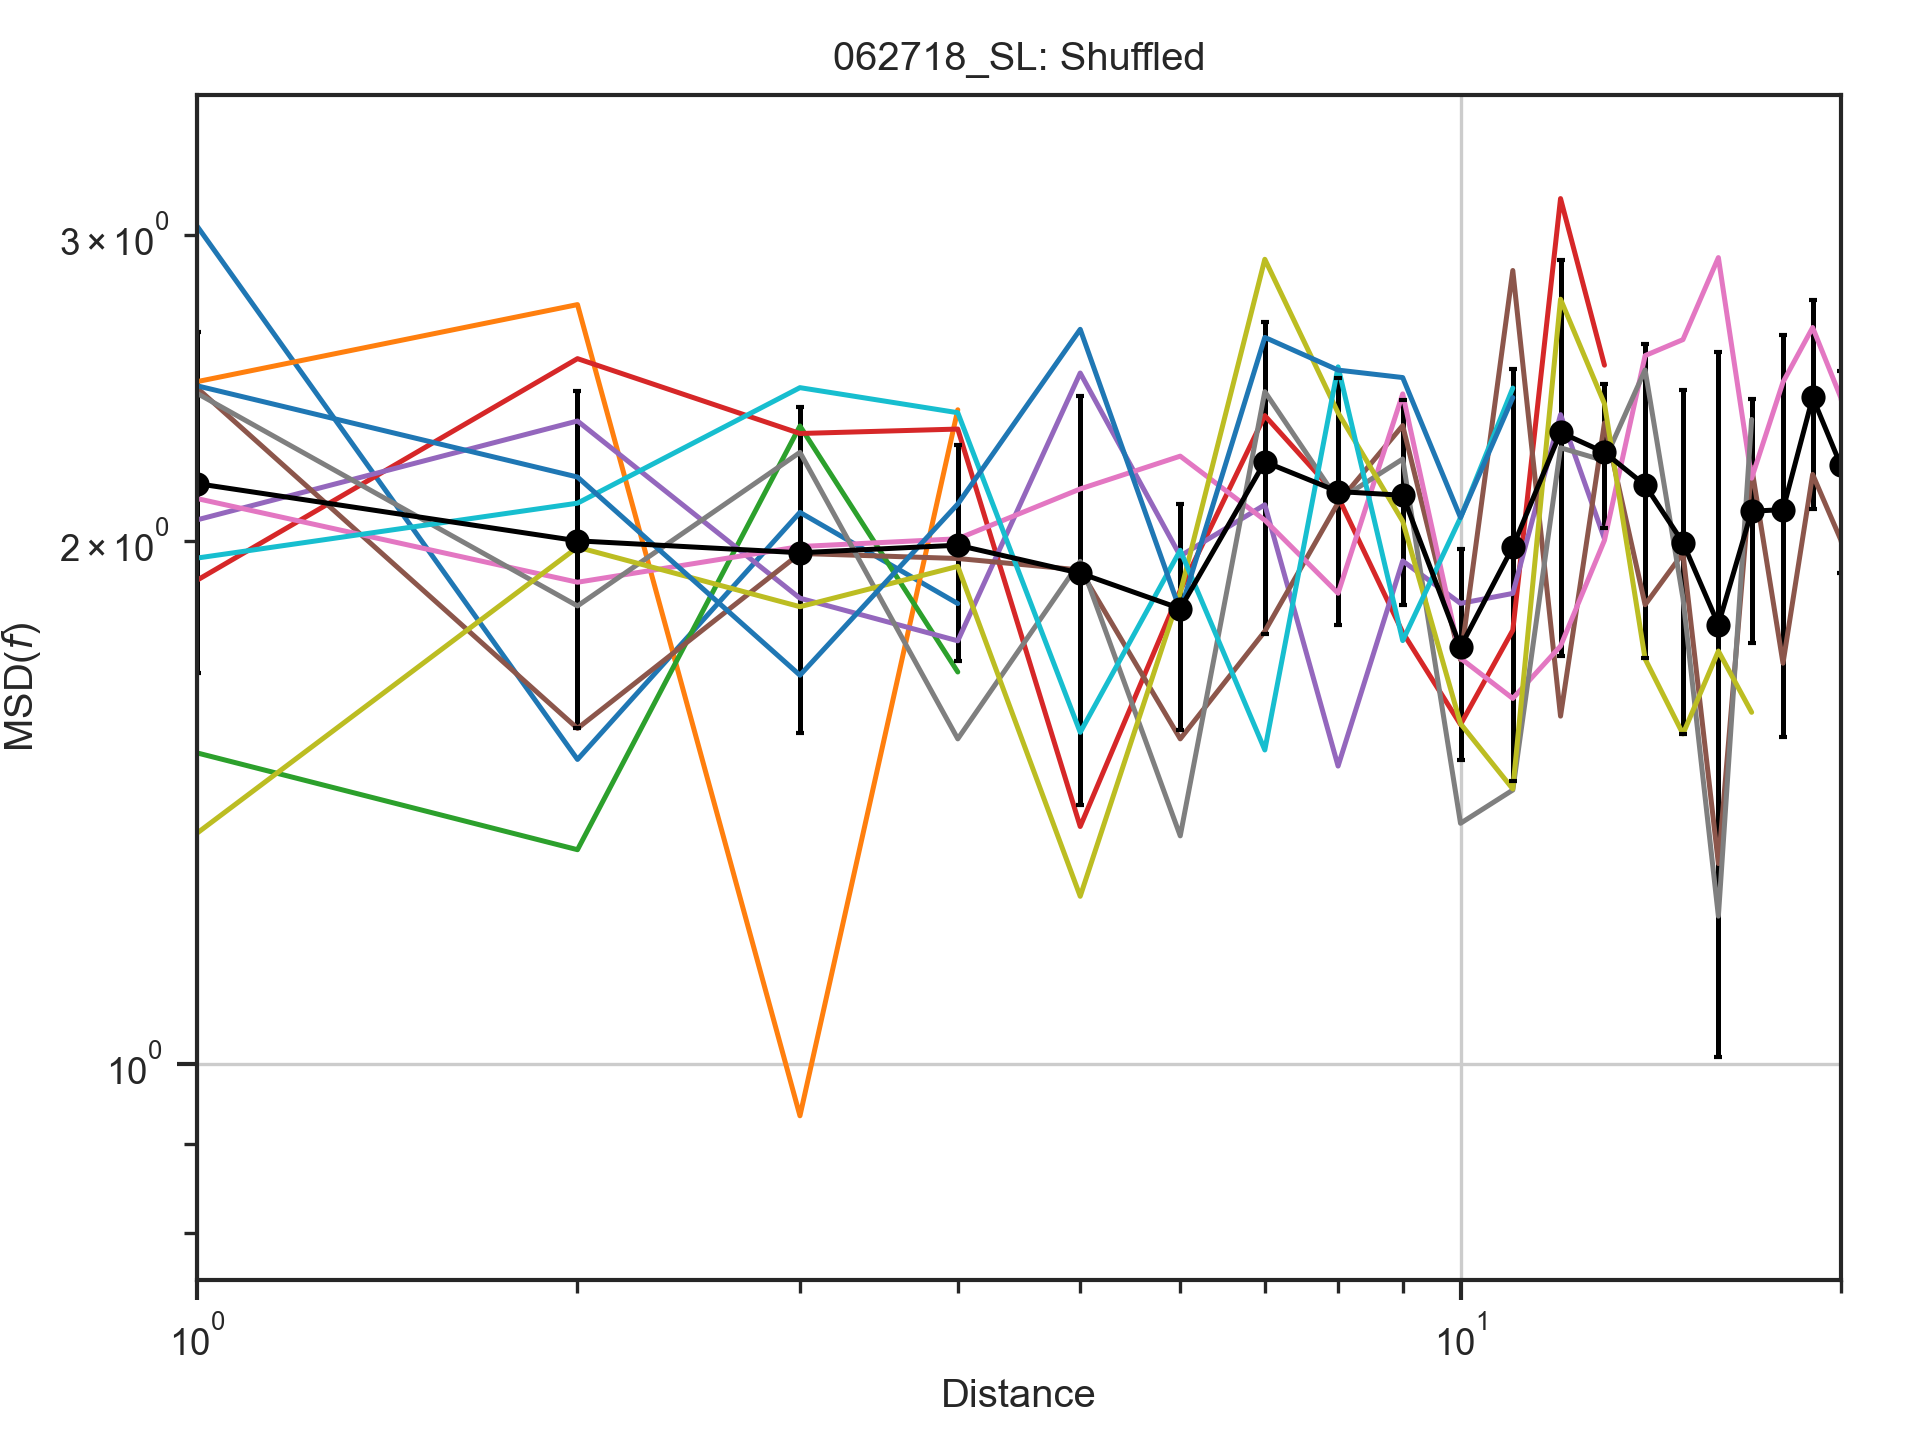 062718_SL: Shuffled
3 × 10⁰
2 × 10⁰
10⁰
MSD(f)
10⁰ 10¹
Distance